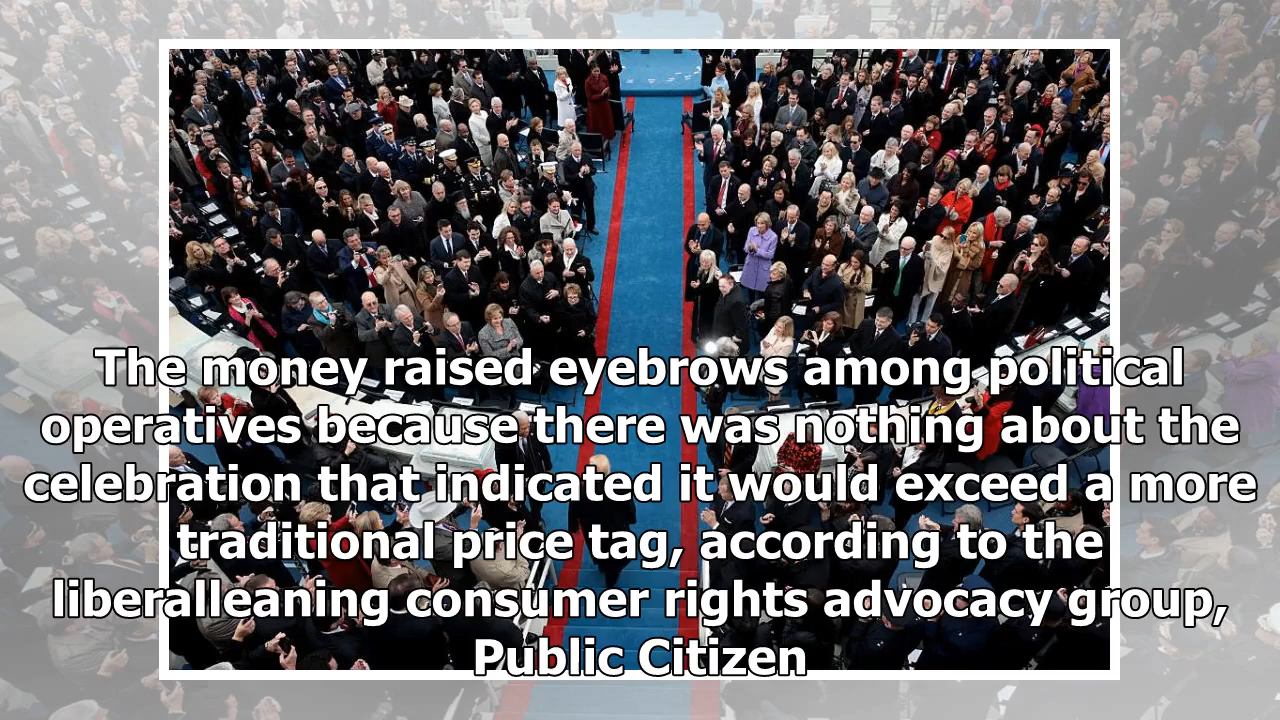 The money raised eyebrows among political
operatives because there was nothing about the
celebration that indicated it would exceed a more
traditional price tag, according to the
liberalleaning consumer rights advocacy group,
Public Citizen